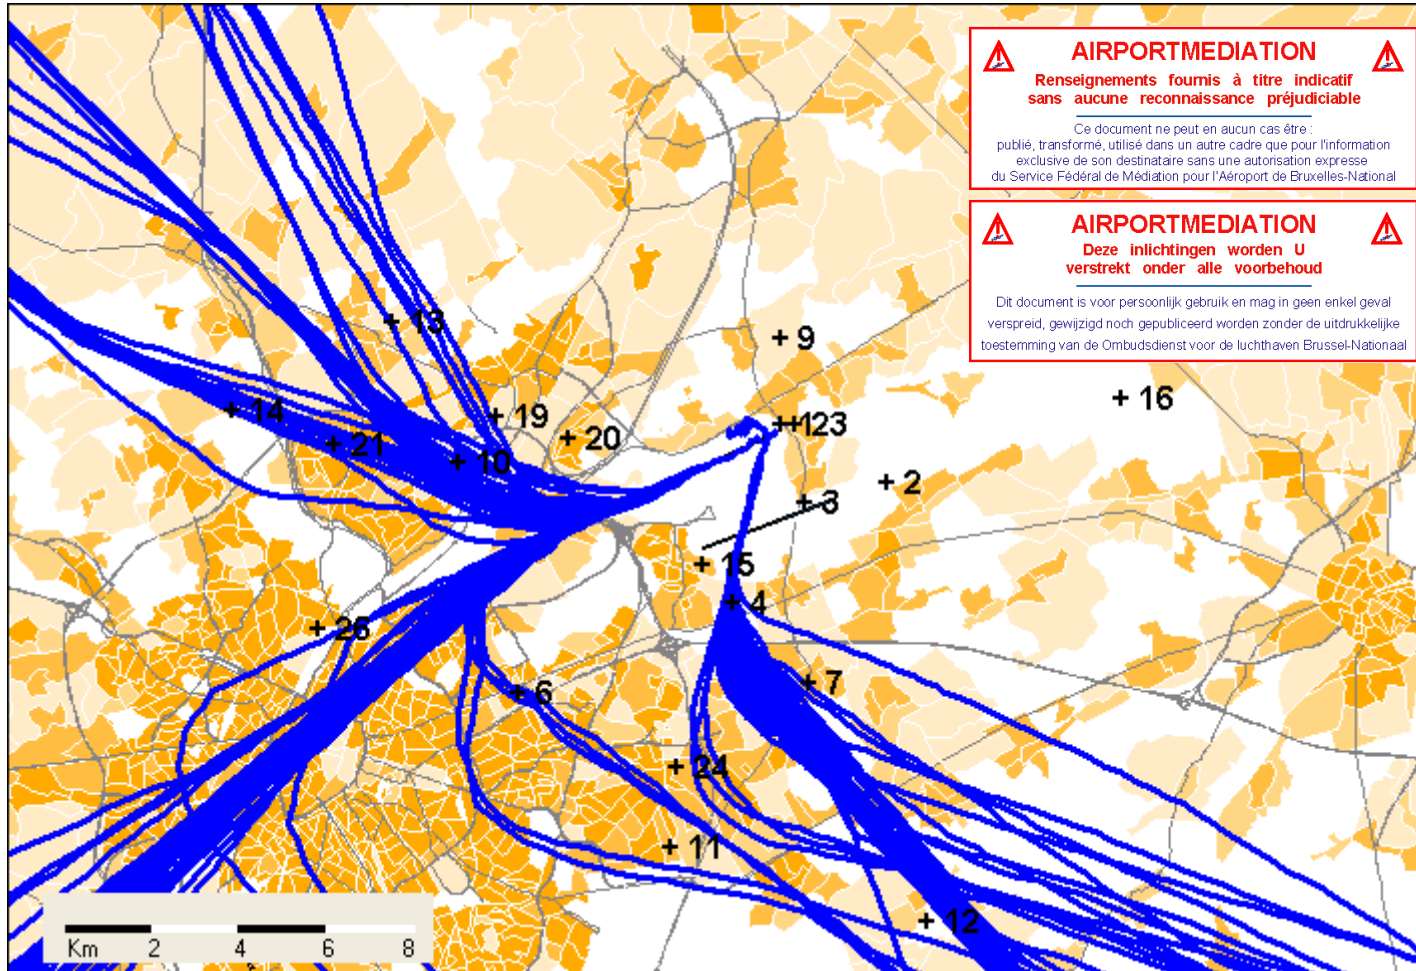 AIRPORTMEDIATION
Renseignements fournis à titre indicatif
sans aucune reconnaissance préjudiciable
Ce document ne peut en aucun cas être :
publié, transformé, utilisé dans un autre cadre que pour l'information
exclusive de son destinataire sans une autorisation expresse
du Service Fédéral de Médiation pour l'Aéroport de Bruxelles-National
AIRPORTMEDIATION
Deze inlichtingen worden U
verstrekt onder alle voorbehoud
Dit document is voor persoonlijk gebruik en mag in geen enkel geval
verspreid, gewijzigd noch gepubliceerd worden zonder de uitdrukkelijke
toestemming van de Ombudsdienst voor de luchthaven Brussel-Nationaal
13
9
16
14
19
123
20
21
10
2
3
15
4
26
7
6
24
11
12
Km 2 4 6 8